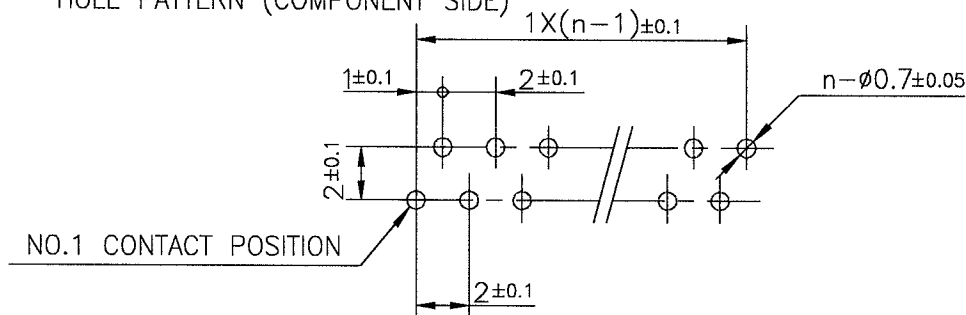 HOLE PATTERN (COMPONENT SIDE)
1X(n-1)±0.1
1±0.1
2±0.1
n-ø0.7±0.05
2±0.1
NO.1 CONTACT POSITION
2±0.1